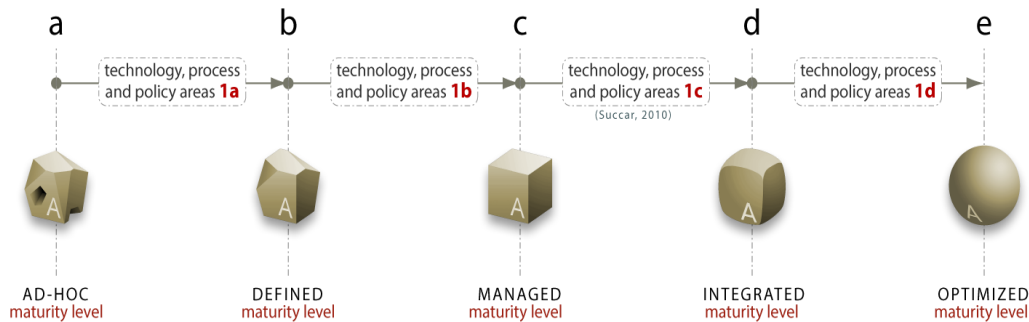 a
b
c
d
e
technology, process
and policy areas 1a
technology, process
and policy areas 1b
technology, process
and policy areas 1c
technology, process
and policy areas 1d
(Succar, 2010)
A
A
A
A
A
AD-HOC
maturity level
DEFINED
maturity level
MANAGED
maturity level
INTEGRATED
maturity level
OPTIMIZED
maturity level